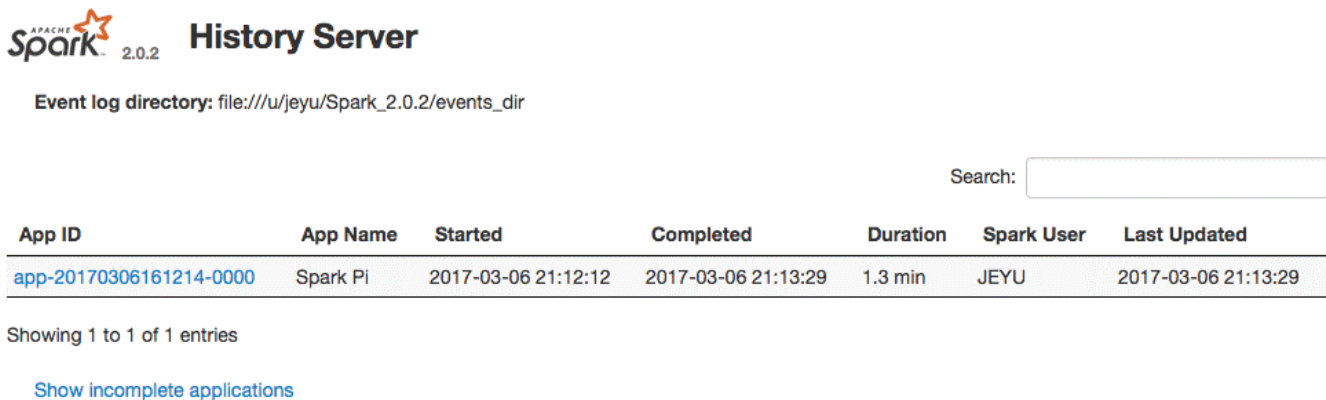 APACHE Spark 2.0.2 History Server
Event log directory: file:///u/jeyu/Spark_2.0.2/events_dir
Search:
App ID App Name Started Completed Duration Spark User Last Updated
app-20170306161214-0000 Spark Pi 2017-03-06 21:12:12 2017-03-06 21:13:29 1.3 min JEYU 2017-03-06 21:13:29
Showing 1 to 1 of 1 entries
Show incomplete applications